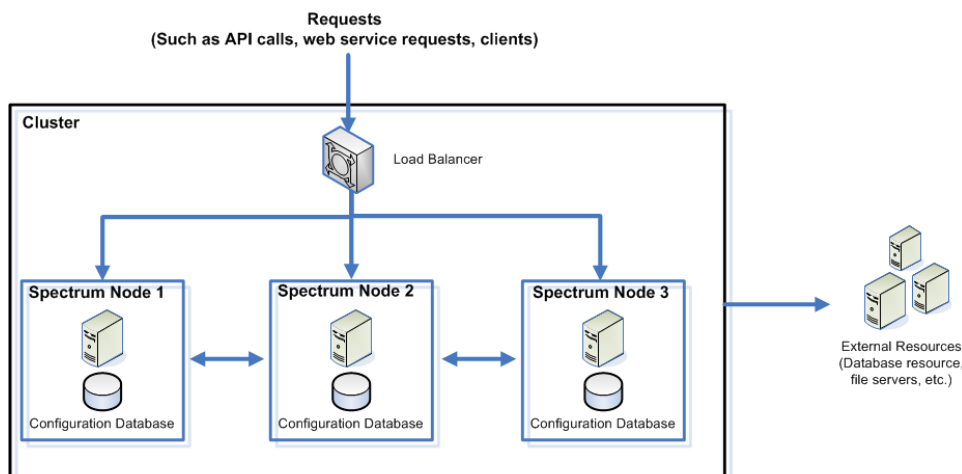 Requests
(Such as API calls, web service requests, clients)
Cluster
Load Balancer
Spectrum Node 1
Spectrum Node 2
Spectrum Node 3
Configuration Database
Configuration Database
Configuration Database
External Resources
(Database resource,
file servers, etc.)